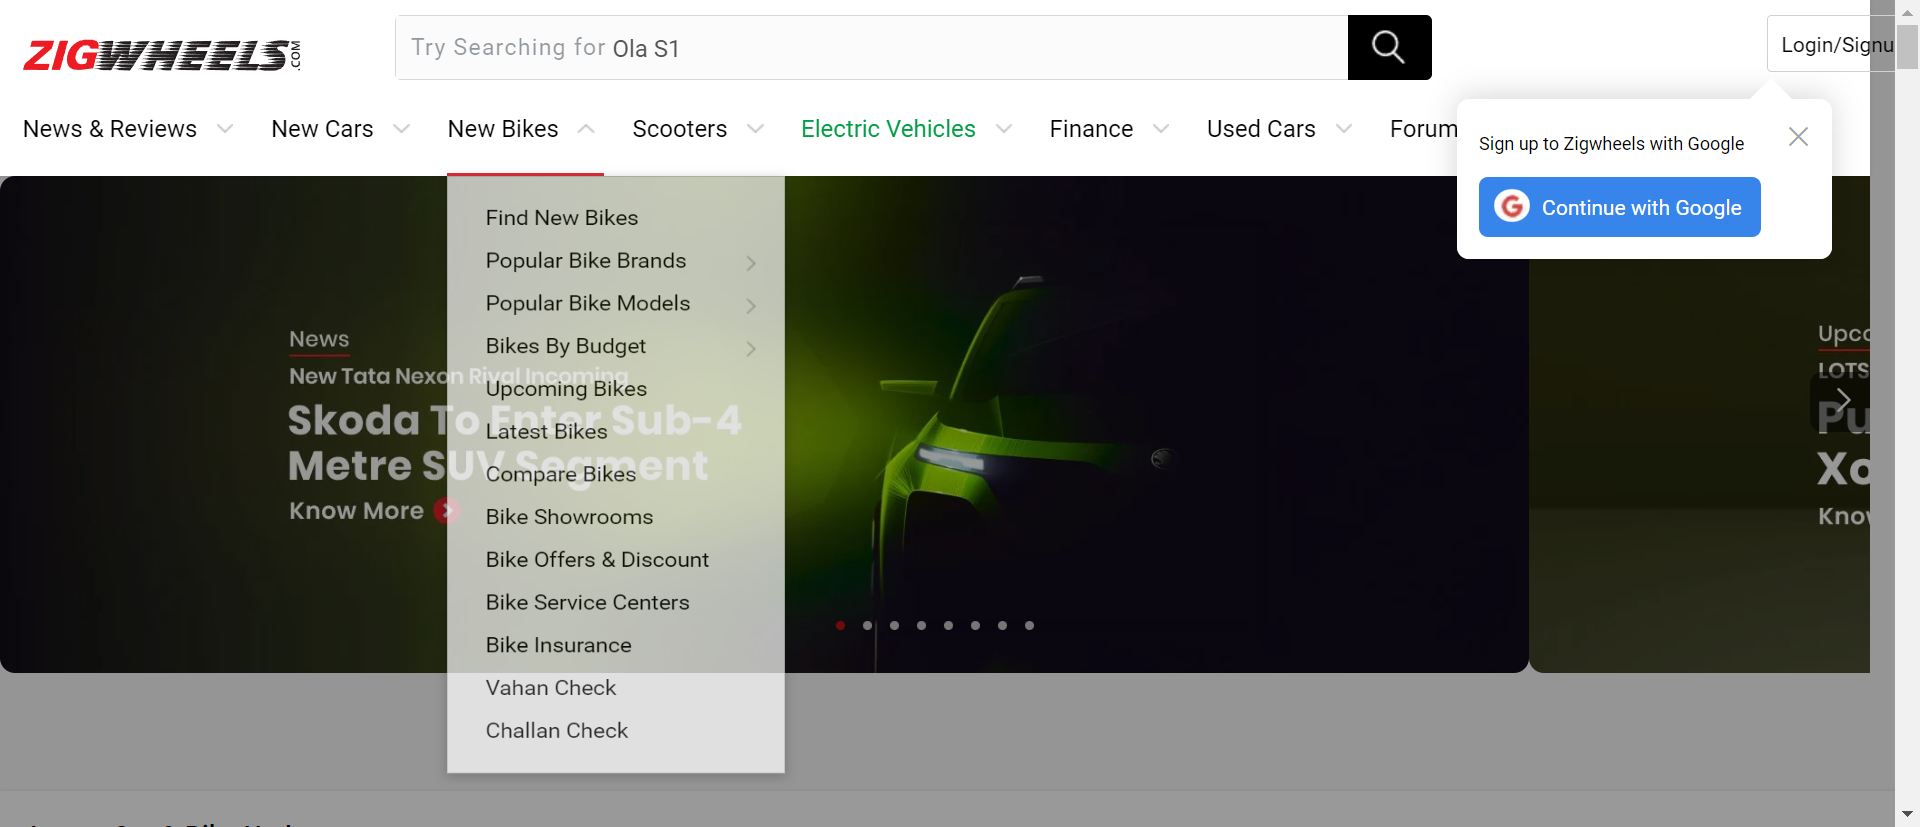 ZIGWHEELS.COM
Try Searching for Ola S1
Login/Signu
News & Reviews
New Cars
New Bikes
Scooters
Electric Vehicles
Finance
Used Cars
Forum
Sign up to Zigwheels with Google
Continue with Google
Find New Bikes
Popular Bike Brands
Popular Bike Models
Bikes By Budget
Upcoming Bikes
Latest Bikes
Compare Bikes
Bike Showrooms
Bike Offers & Discount
Bike Service Centers
Bike Insurance
Vahan Check
Challan Check
News
New Tata Nexon Rival Incoming
Skoda To Enter Sub-4
Metre SUV Segment
Know More
Upco
LOTS
Pu
Xo
Know